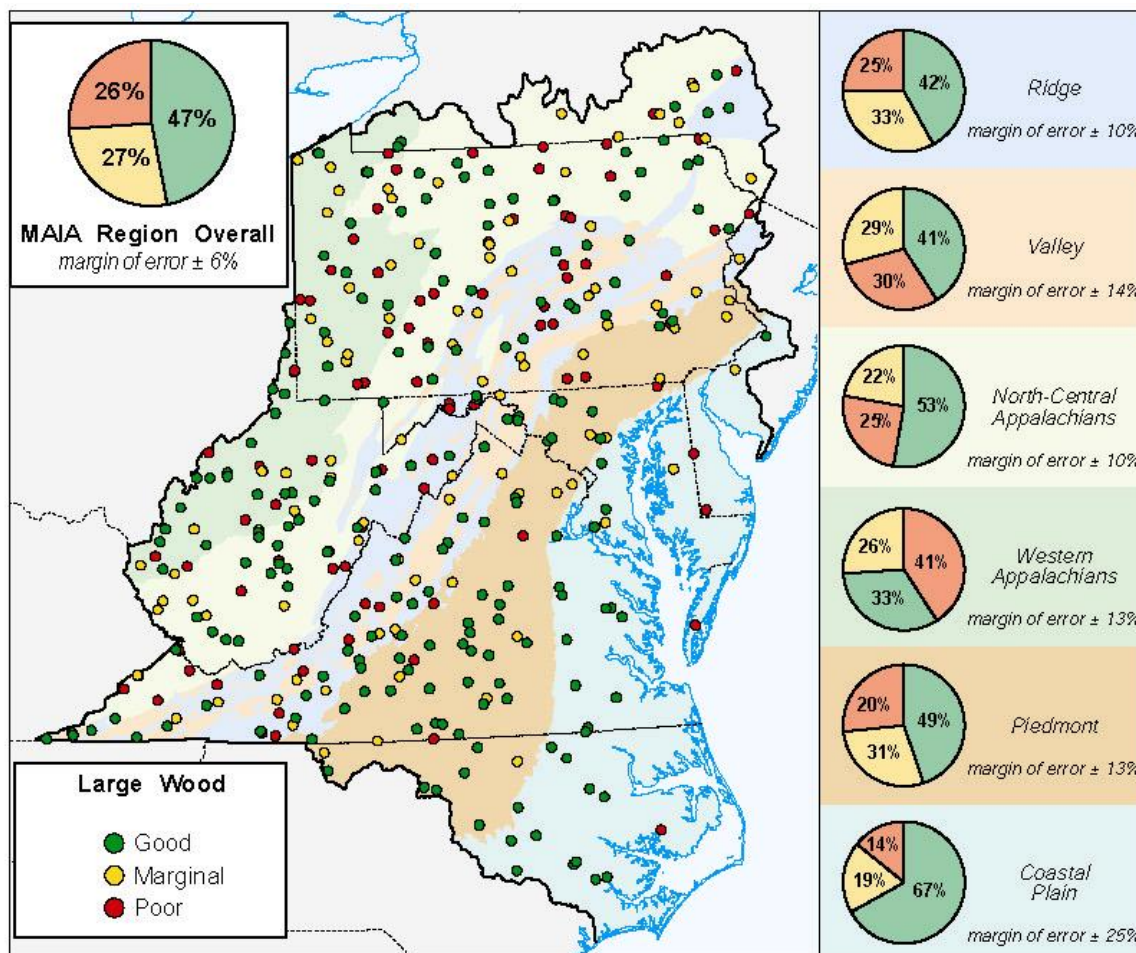 26%
47%
27%
MAIA Region Overall
margin of error ± 6%
Large Wood
Good
Marginal
Poor
25%
42%
33%
Ridge
margin of error ± 10%
29%
41%
30%
Valley
margin of error ± 14%
22%
53%
25%
North-Central
Appalachians
margin of error ± 10%
26%
41%
33%
Western
Appalachians
margin of error ± 13%
20%
49%
31%
Piedmont
margin of error ± 13%
14%
19%
67%
Coastal
Plain
margin of error ± 25%